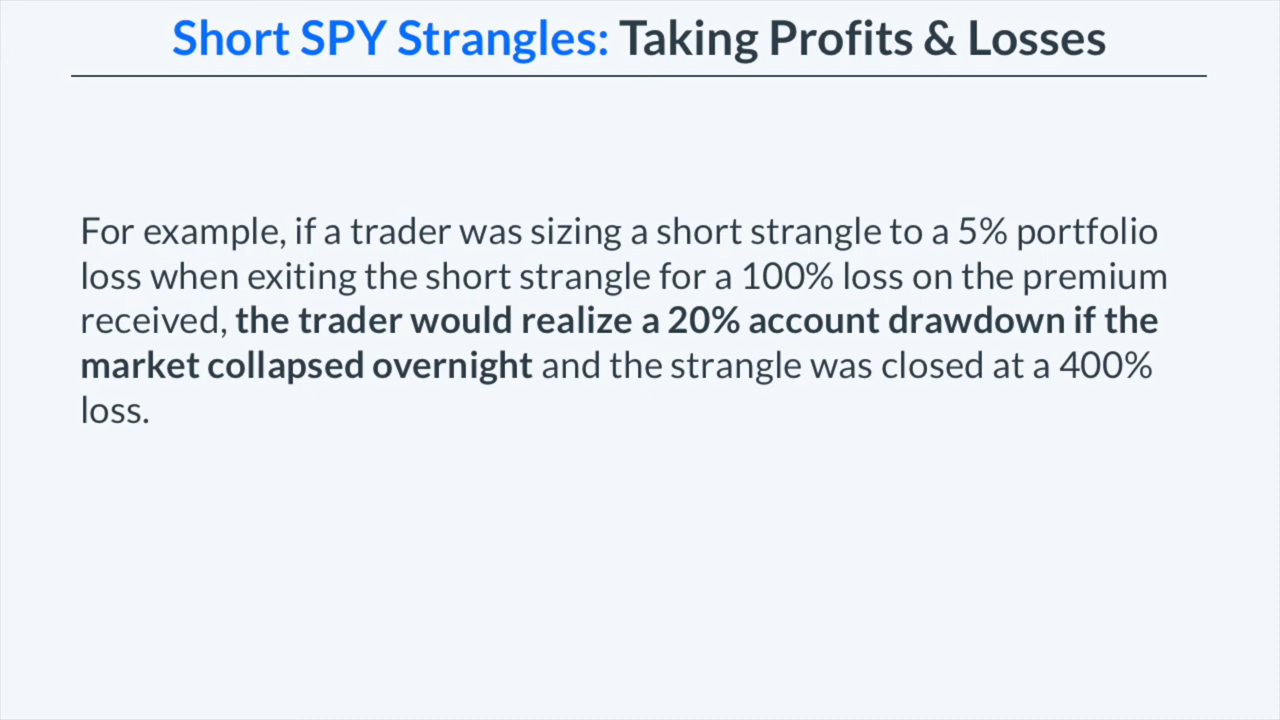 Short SPY Strangles: Taking Profits & Losses
For example, if a trader was sizing a short strangle to a 5% portfolio
loss when exiting the short strangle for a 100% loss on the premium
received, the trader would realize a 20% account drawdown if the
market collapsed overnight and the strangle was closed at a 400%
loss.